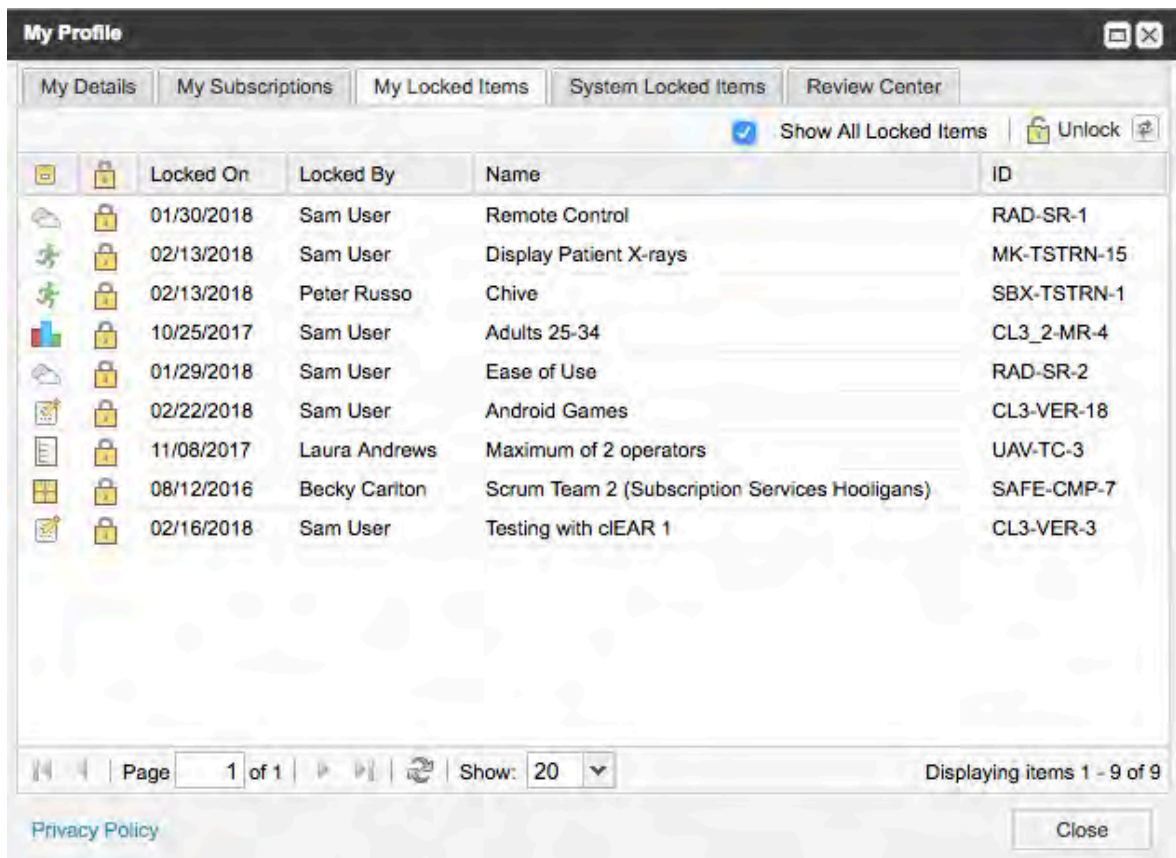 My Profile
My Details My Subscriptions My Locked Items System Locked Items Review Center
Show All Locked Items Unlock
Locked On Locked By Name ID
01/30/2018 Sam User Remote Control RAD-SR-1
02/13/2018 Sam User Display Patient X-rays MK-TSTRN-15
02/13/2018 Peter Russo Chive SBX-TSTRN-1
10/25/2017 Sam User Adults 25-34 CL3_2-MR-4
01/29/2018 Sam User Ease of Use RAD-SR-2
02/22/2018 Sam User Android Games CL3-VER-18
11/08/2017 Laura Andrews Maximum of 2 operators UAV-TC-3
08/12/2016 Becky Carlton Scrum Team 2 (Subscription Services Hooligans) SAFE-CMP-7
02/16/2018 Sam User Testing with clEAR 1 CL3-VER-3
Page 1 of 1 Show: 20 Displaying items 1 - 9 of 9
Privacy Policy Close